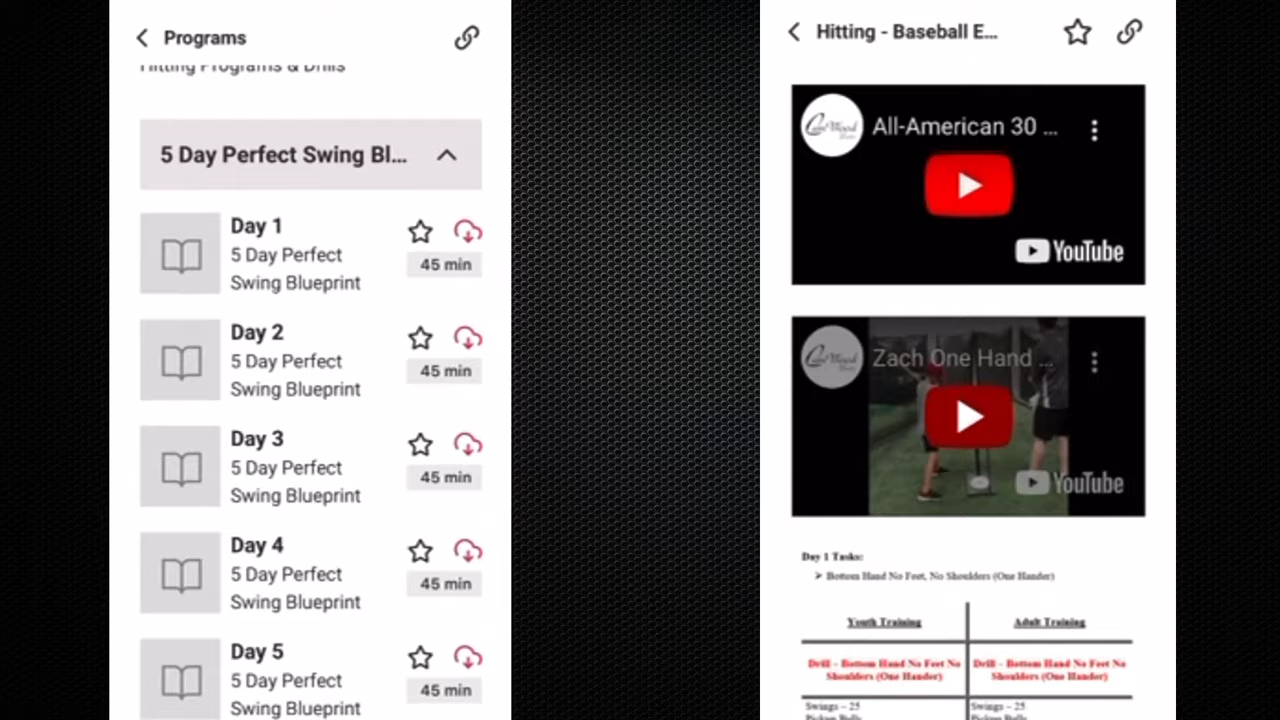 Programs
Hitting Programs & Drills
5 Day Perfect Swing Bl...
Day 1
5 Day Perfect
Swing Blueprint
45 min
Day 2
5 Day Perfect
Swing Blueprint
45 min
Day 3
5 Day Perfect
Swing Blueprint
45 min
Day 4
5 Day Perfect
Swing Blueprint
45 min
Day 5
5 Day Perfect
Swing Blueprint
45 min
Hitting - Baseball E...
All-American 30 ...
YouTube
Zach One Hand ...
YouTube
Day 1 Tasks:
➢ Bottom Hand No Feet, No Shoulders (One Hander)
Youth Training
Adult Training
Drill – Bottom Hand No Feet No
Shoulders (One Hander)
Drill – Bottom Hand No Feet No
Shoulders (One Hander)
Swings – 25
Swings – 25